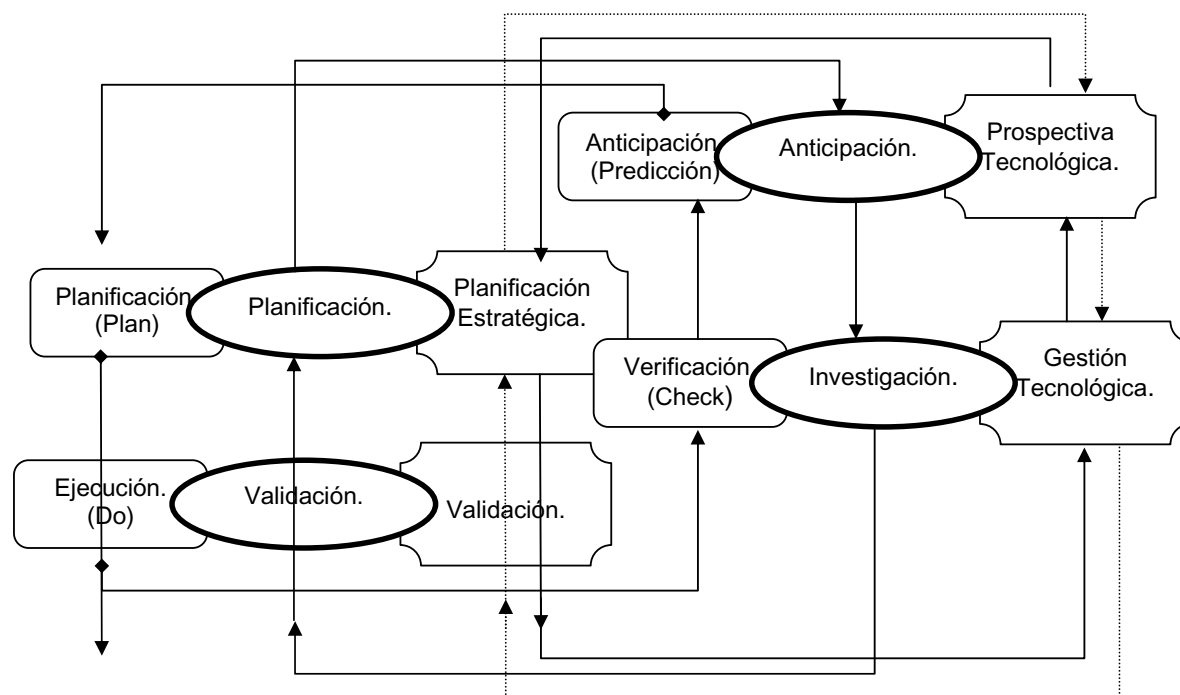 Anticipación
(Predicción)
Anticipación.
Prospectiva
Tecnológica.
Planificación
(Plan)
Planificación.
Planificación
Estratégica.
Verificación
(Check)
Investigación.
Gestión
Tecnológica.
Ejecución.
(Do)
Validación.
Validación.